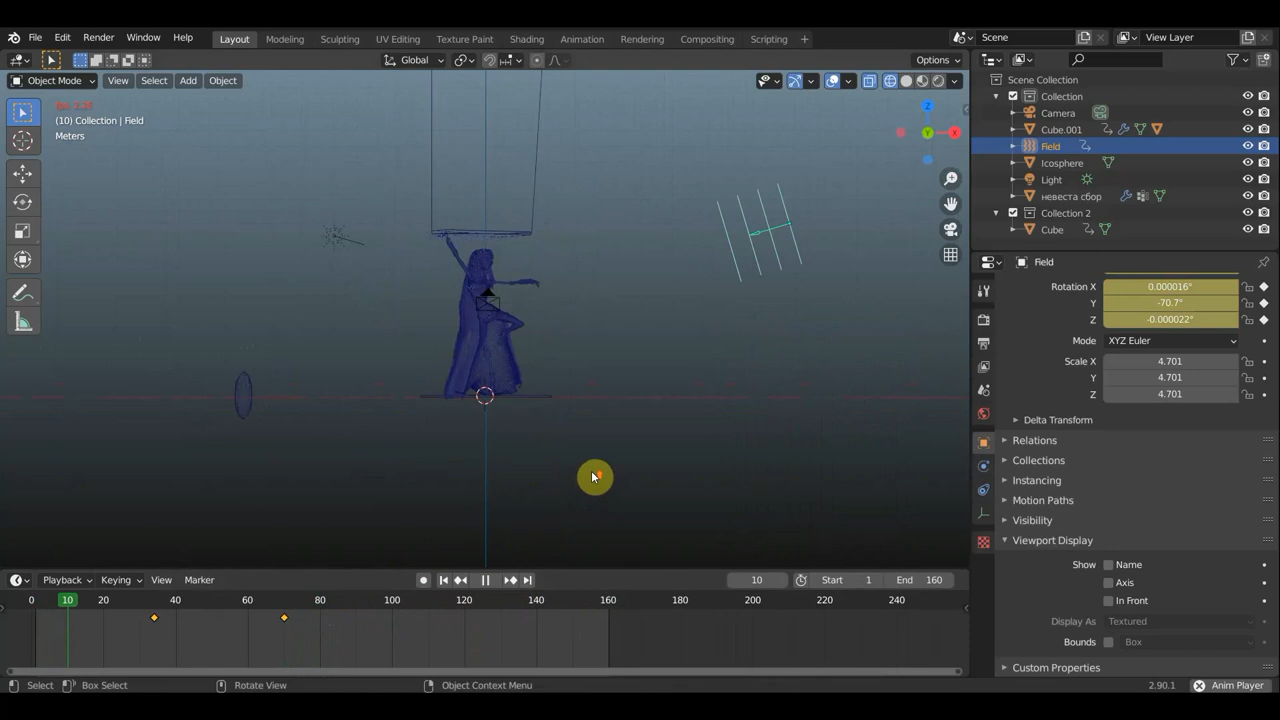 File Edit Render Window Help Layout Modeling Sculpting UV Editing Texture Paint Shading Animation Rendering Compositing Scripting + Scene View Layer
Global Options
Object Mode View Select Add Object
(10) Collection | Field
Meters
Z
Y
X
Scene Collection
Collection
Camera
Cube.001
Field
Icosphere
Light
невеста сбор
Collection 2
Cube
Field
Rotation X 0.000016°
Y -70.7°
Z -0.000022°
Mode XYZ Euler
Scale X 4.701
Y 4.701
Z 4.701
Delta Transform
Relations
Collections
Instancing
Motion Paths
Visibility
Viewport Display
Show Name
Axis
In Front
Display As Textured
Bounds Box
Custom Properties
Playback Keying View Marker 10 Start 1 End 160
0 10 20 40 60 80 100 120 140 160 180 200 220 240
Select Box Select Rotate View Object Context Menu 2.90.1 Anim Player